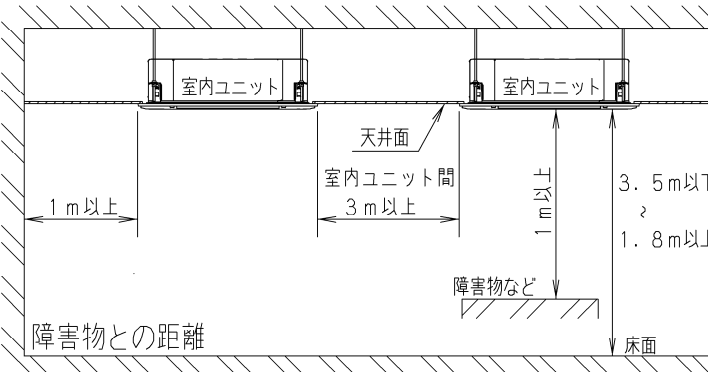 室内ユニット
室内ユニット
天井面
室内ユニット間
1m以上
3m以上
1m以上
3.5m以下
~
1.8m以上
障害物など
障害物との距離
床面